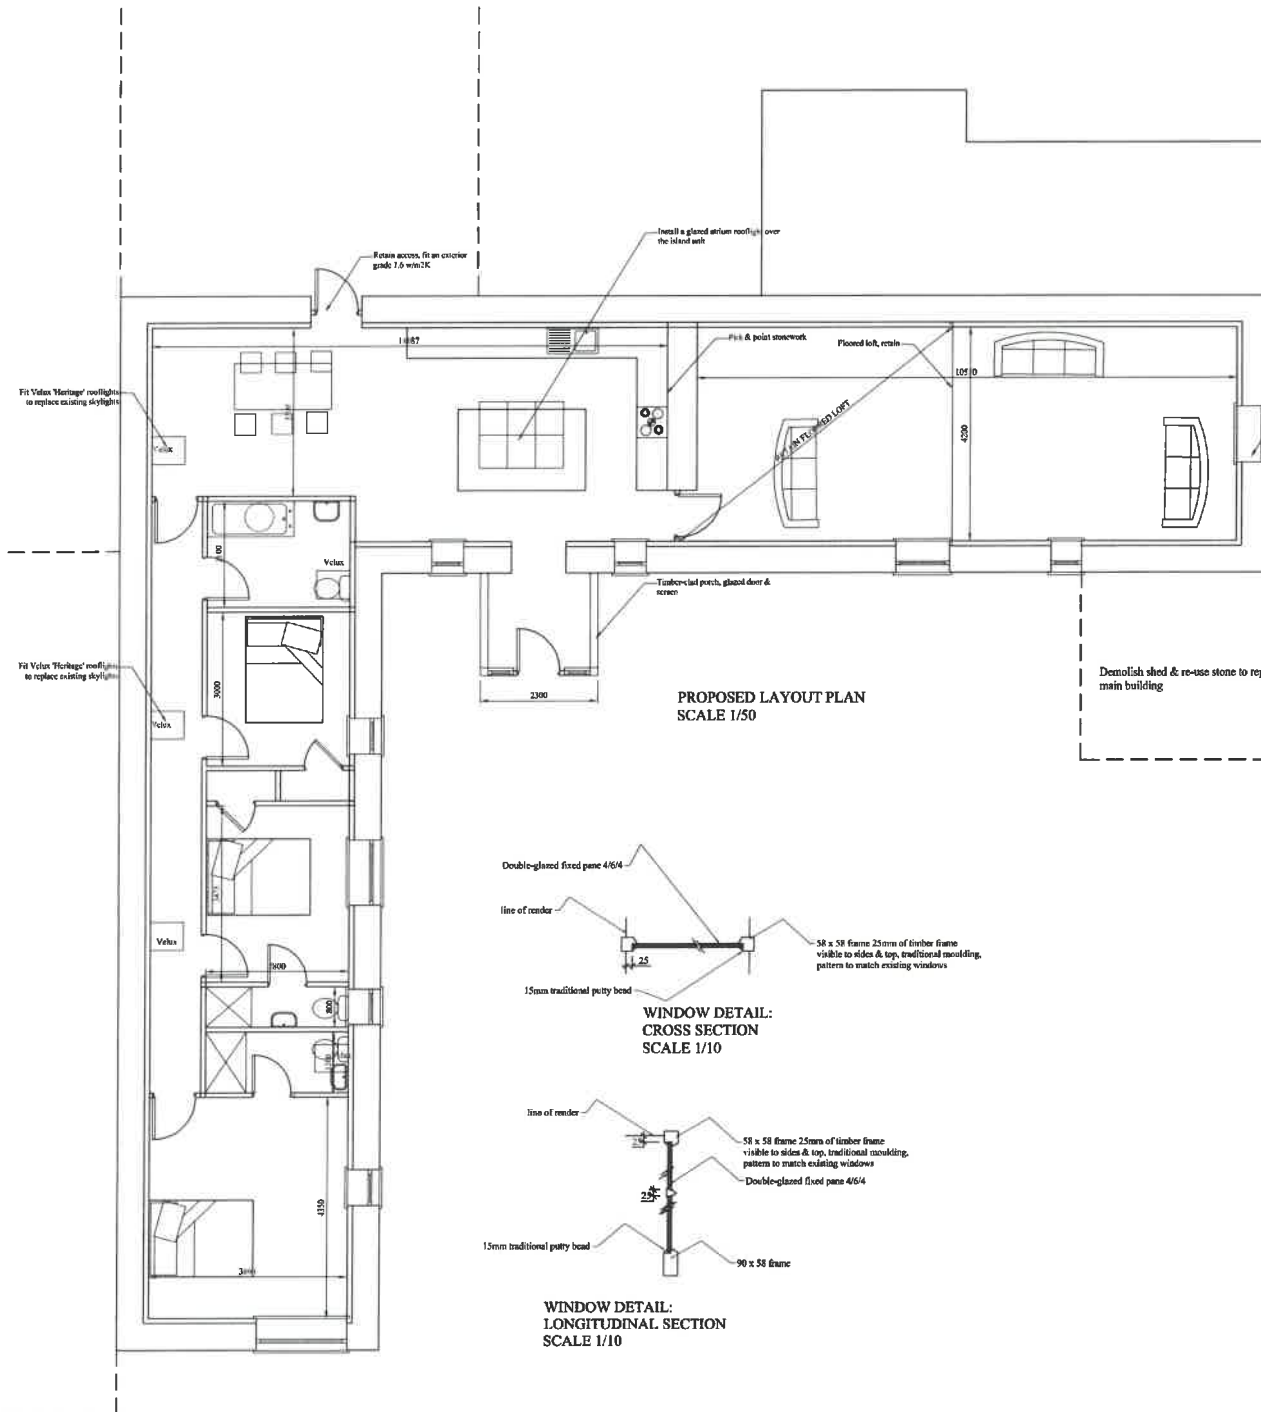 Install a glazed atrium rooflight over
the island unit
Retain access, fit an exterior
grade 1.6 w/m2K
Pick & point stonework
Floored loft, retain
10510
Fit Velux 'Heritage' rooflights
to replace existing skylights
RETAIN FLOORED LOFT
4200
Velux
Velux
Timber-clad porch, glazed door &
screen
Fit Velux 'Heritage' rooflights
to replace existing skylights
Demolish shed & re-use stone to rep
main building
3000
2300
PROPOSED LAYOUT PLAN
SCALE 1/50
Velux
Double-glazed fixed pane 4/6/4
line of render
Velux
58 x 58 frame 25mm of timber frame
visible to sides & top, traditional moulding,
pattern to match existing windows
25
15mm traditional putty bead
800
WINDOW DETAIL:
CROSS SECTION
SCALE 1/10
line of render
58 x 58 frame 25mm of timber frame
visible to sides & top, traditional moulding,
pattern to match existing windows
Double-glazed fixed pane 4/6/4
4350
15mm traditional putty bead
90 x 58 frame
WINDOW DETAIL:
LONGITUDINAL SECTION
SCALE 1/10